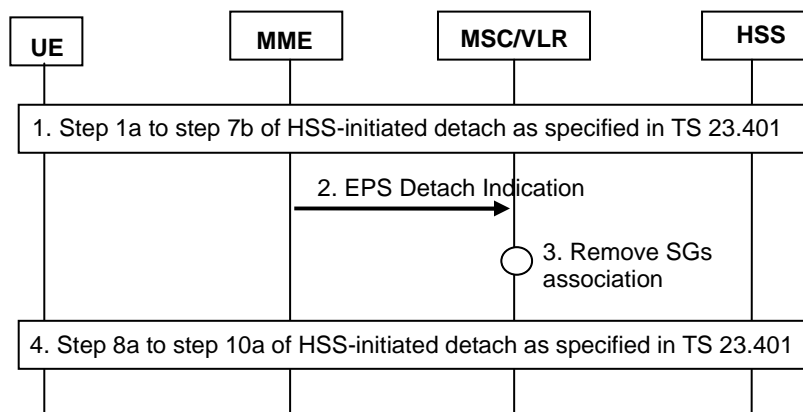 UE
MME
MSC/VLR
HSS
1. Step 1a to step 7b of HSS-initiated detach as specified in TS 23.401
2. EPS Detach Indication
3. Remove SGs
association
4. Step 8a to step 10a of HSS-initiated detach as specified in TS 23.401